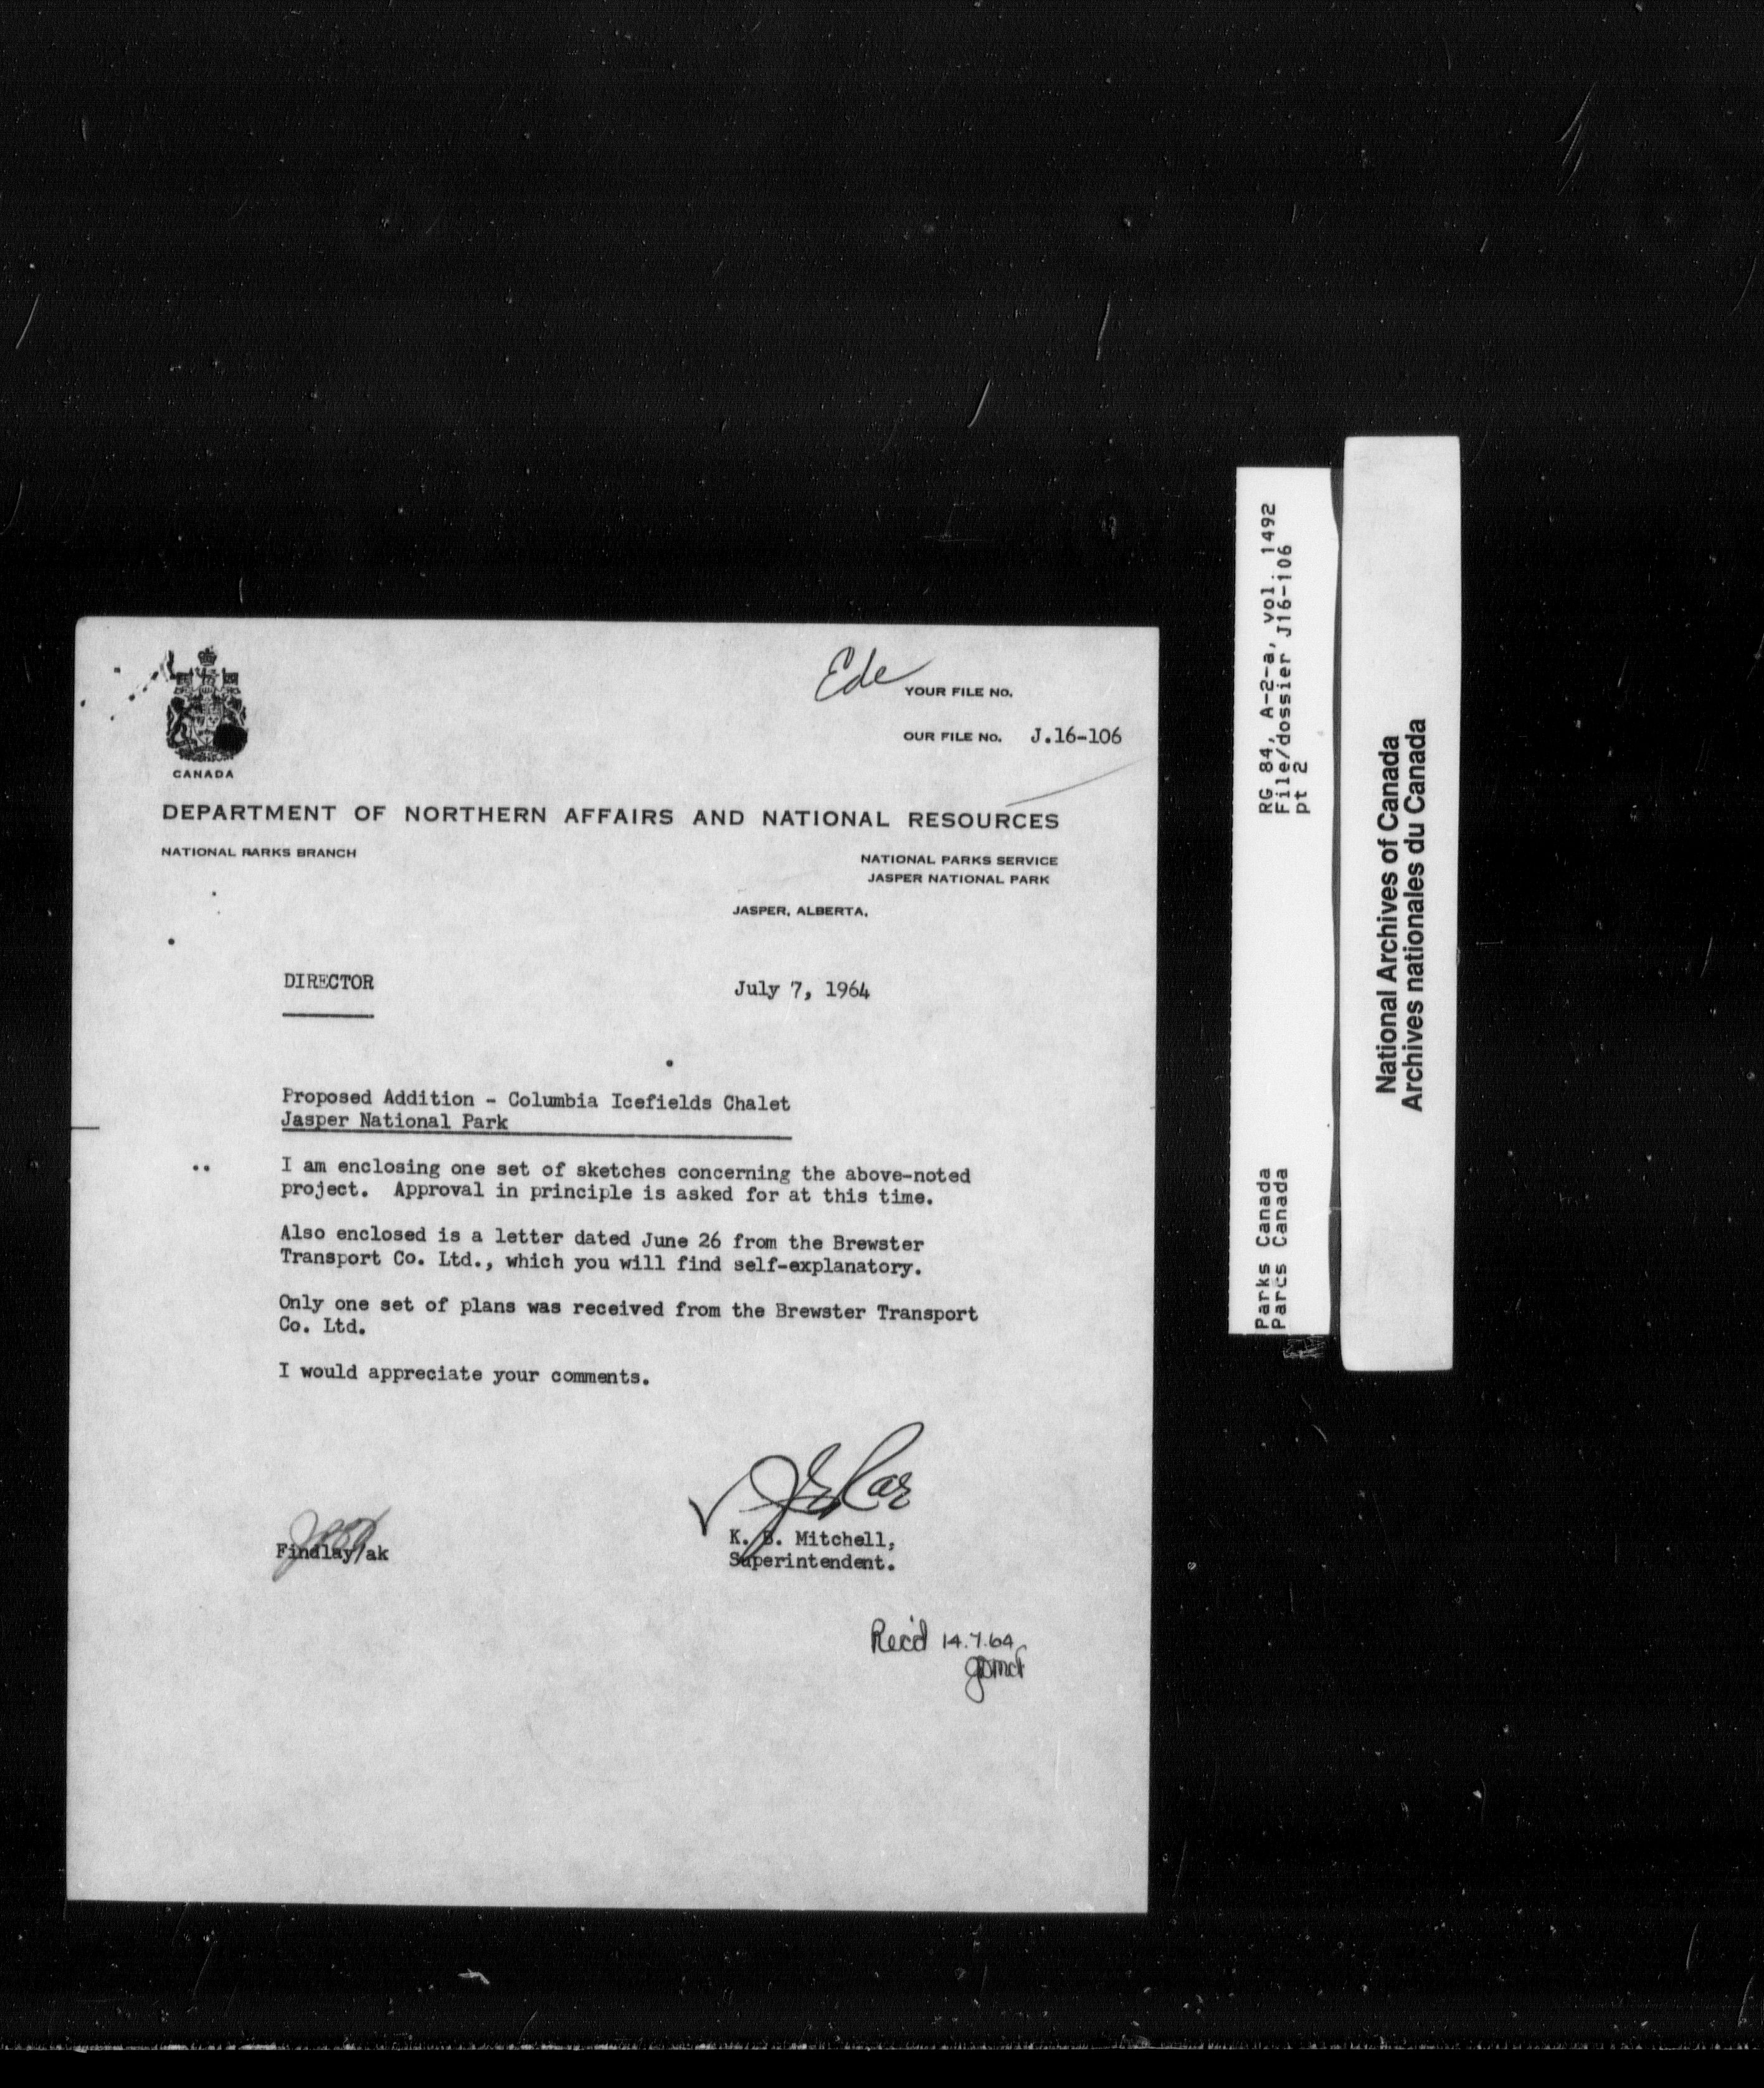 Ede
YOUR FILE No.
OUR FILE No. J.16-106
CANADA
DEPARTMENT OF NORTHERN AFFAIRS AND NATIONAL RESOURCES
NATIONAL PARKS BRANCH
NATIONAL PARKS SERVICE
JASPER NATIONAL PARK
JASPER, ALBERTA,
DIRECTOR
July 7, 1964
Proposed Addition - Columbia Icefields Chalet
Jasper National Park
I am enclosing one set of sketches concerning the above-noted
project. Approval in principle is asked for at this time.
Also enclosed is a letter dated June 26 from the Brewster
Transport Co. Ltd., which you will find self-explanatory.
Only one set of plans was received from the Brewster Transport
Co. Ltd.
I would appreciate your comments.
Findlay/ak
K. B. Mitchell,
Superintendent.
Rec'd 14.7.64
RG 84, A-2-a, vol. 1492
File/dossier J16-106
pt 2
Parks Canada
Parcs Canada
National Archives of Canada
Archives nationales du Canada